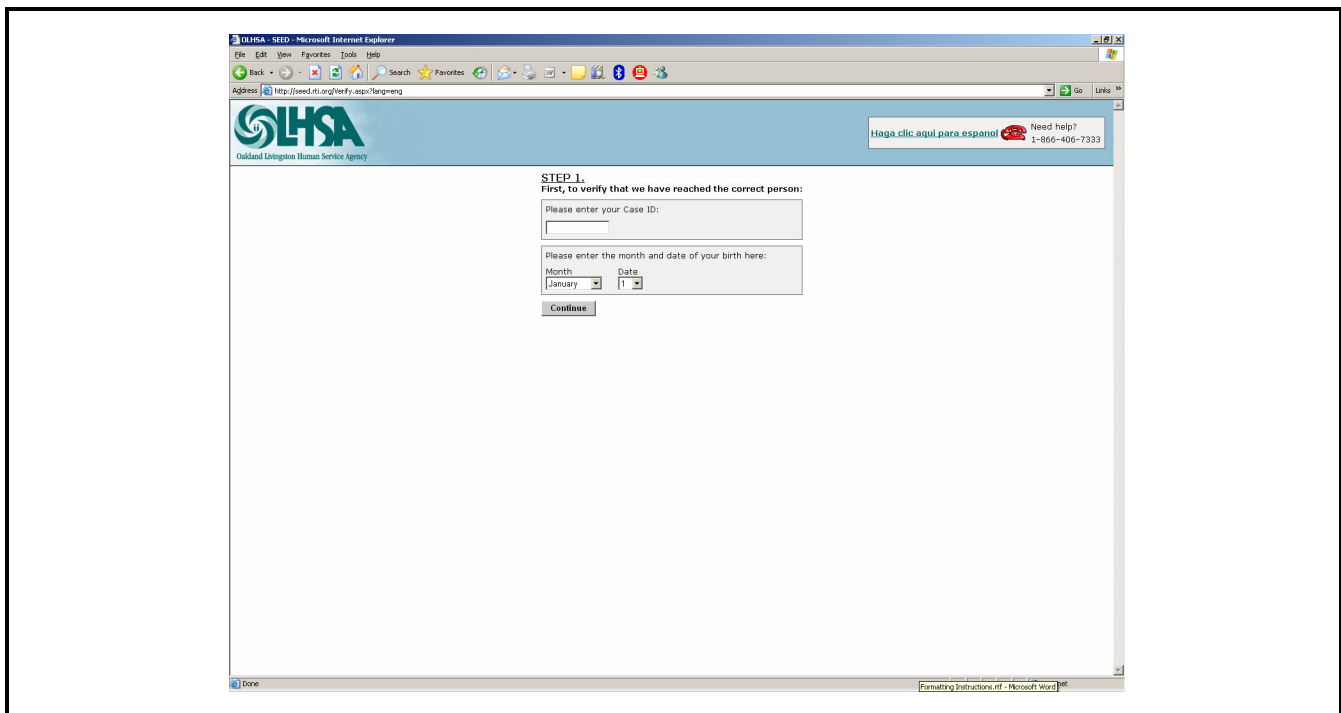 OLHSA - SEED - Microsoft Internet Explorer
File Edit View Favorites Tools Help
Back Search Favorites
Address http://seed.rti.org/Verify.aspx?lang=eng Go Links »
OLHSA
Oakland Livingston Human Service Agency
Haga clic aqui para espanol
Need help?
1-866-406-7333
STEP 1.
First, to verify that we have reached the correct person:
Please enter your Case ID:
Please enter the month and date of your birth here:
Month Date
January 1
Continue
Done
Formatting Instructions.rtf - Microsoft Word